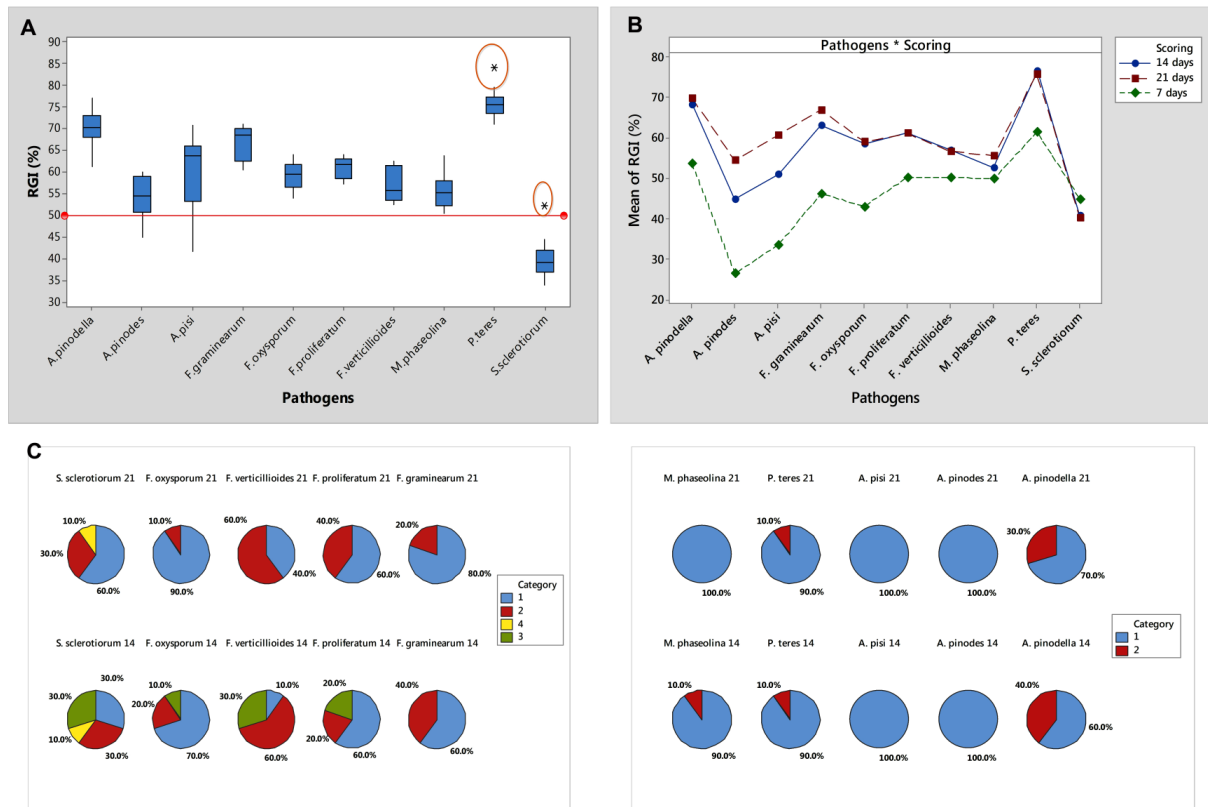 A
RGI (%)
90
85
80
75
70
65
60
55
50
45
40
35
30
*
*
A.pinodella
A.pinodes
A.pisi
F.graminearum
F.oxysporum
F.proliferatum
F.verticillioides
M.phaseolina
P.teres
S.sclerotiorum
Pathogens
B
Pathogens * Scoring
Mean of RGI (%)
80
70
60
50
40
30
20
A. pinodella
A. pinodes
A. pisi
F. graminearum
F. oxysporum
F. proliferatum
F. verticillioides
M. phaseolina
P. teres
S. sclerotiorum
Pathogens
Scoring
14 days
21 days
7 days
C
S. sclerotiorum 21 F. oxysporum 21 F. verticillioides 21 F. proliferatum 21 F. graminearum 21
10.0% 30.0% 60.0%
10.0% 90.0%
60.0% 40.0%
40.0% 60.0%
20.0% 80.0%
Category
1
2
4
3
S. sclerotiorum 14 F. oxysporum 14 F. verticillioides 14 F. proliferatum 14 F. graminearum 14
30.0% 30.0% 10.0% 30.0%
10.0% 20.0% 70.0%
30.0% 10.0% 60.0%
20.0% 20.0% 60.0%
40.0% 60.0%
M. phaseolina 21 P. teres 21 A. pisi 21 A. pinodes 21 A. pinodella 21
100.0%
10.0% 90.0%
100.0%
100.0%
30.0% 70.0%
Category
1
2
M. phaseolina 14 P. teres 14 A. pisi 14 A. pinodes 14 A. pinodella 14
10.0% 90.0%
10.0% 90.0%
100.0%
100.0%
40.0% 60.0%